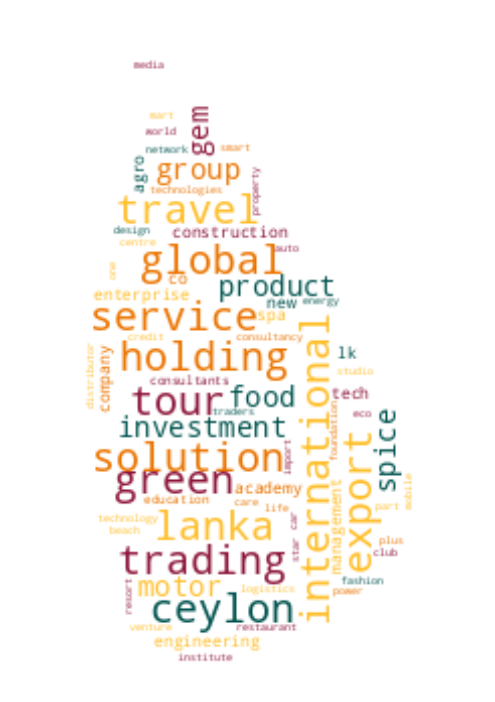 media
mart
gem
world
network
smart
agro
group
technologies
property
travel
design
construction
centre
auto
global
one
co
product
enterprise
new
energy
service
spa
credit
consultancy
international
holding
lk
distributor
company
studio
consultants
tour
food
tech
traders
foundation
eco
investment
spice
export
solution
import
green
academy
management
mobile
education
care
life
part
technology
lanka
car
beach
plus
trading
star
club
motor
logistics
fashion
power
resort
ceylon
venture
restaurant
engineering
institute